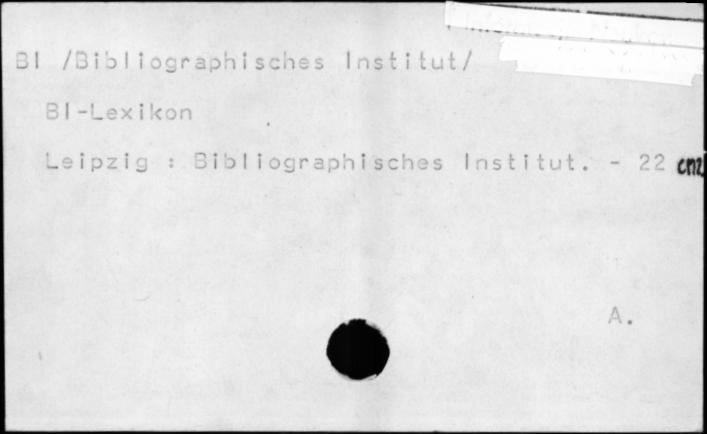 BI /Bibliographisches Institut/
BI-Lexikon
Leipzig : Bibliographisches Institut. - 22 cm
A.